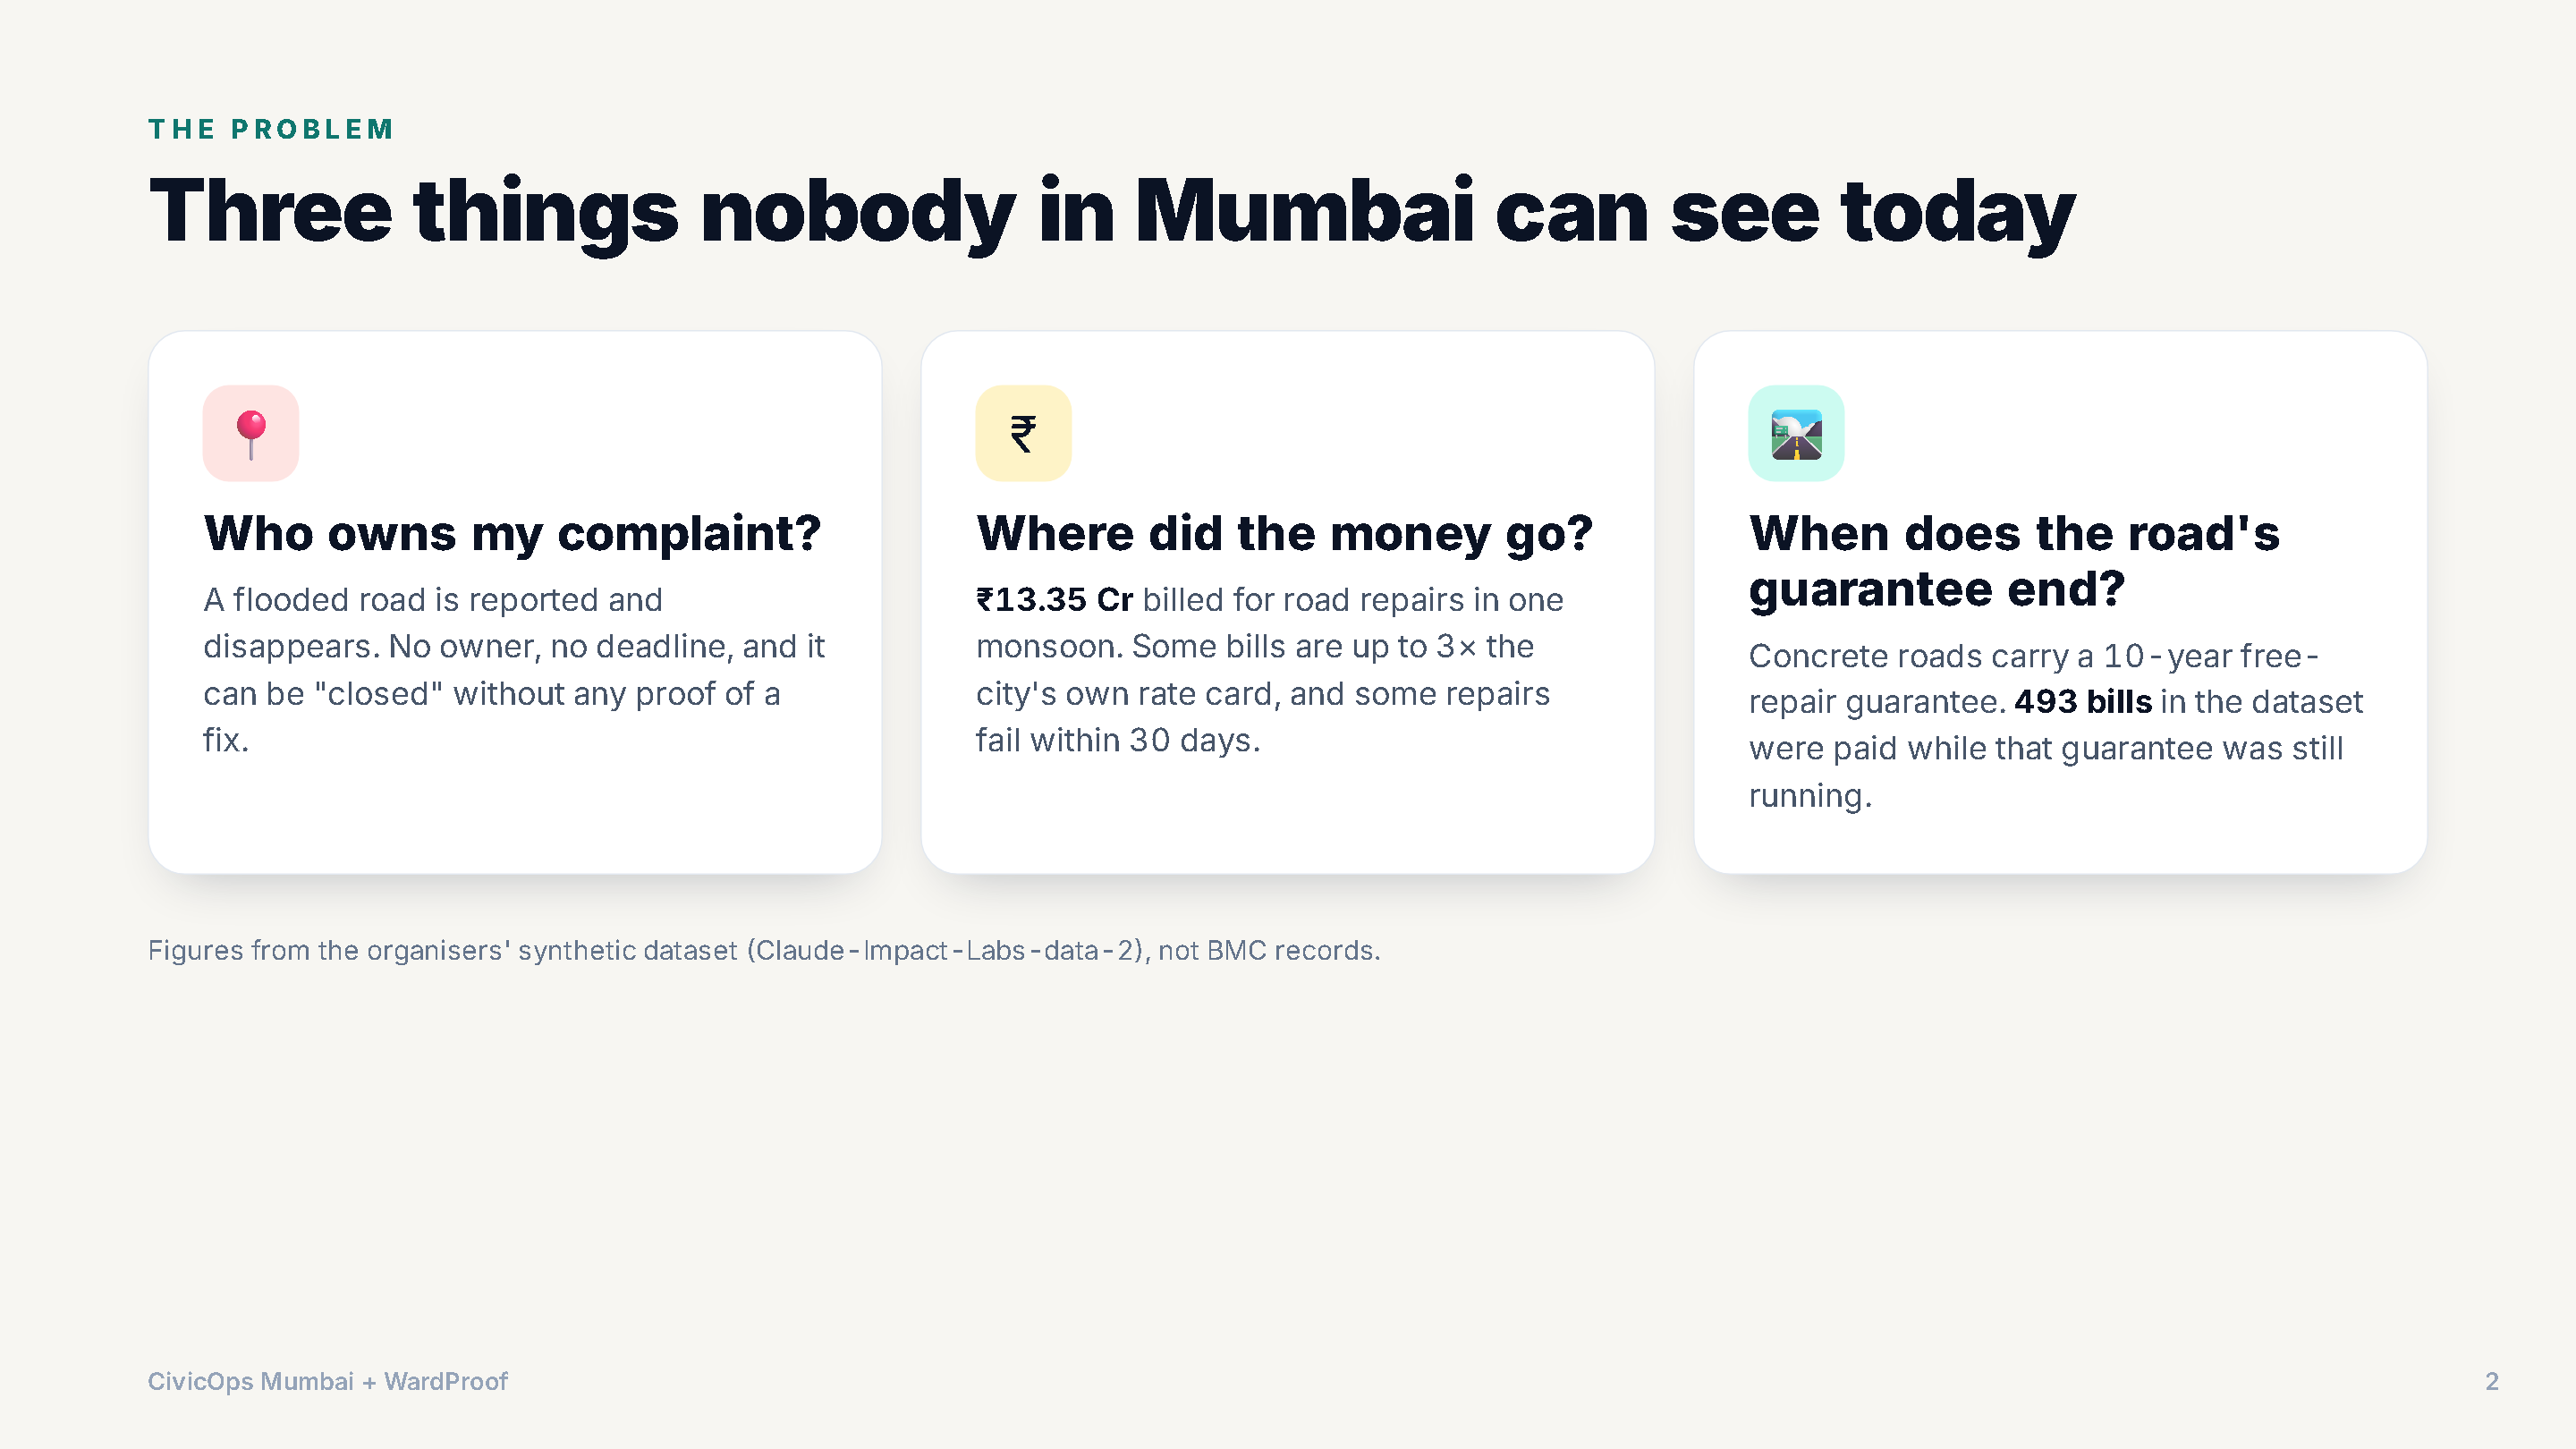 THE PROBLEM
Three things nobody in Mumbai can see today
Who owns my complaint?
A flooded road is reported and
disappears. No owner, no deadline, and it
can be "closed" without any proof of a
fix.
₹
Where did the money go?
₹13.35 Cr billed for road repairs in one
monsoon. Some bills are up to 3× the
city's own rate card, and some repairs
fail within 30 days.
When does the road's
guarantee end?
Concrete roads carry a 10-year free-
repair guarantee. 493 bills in the dataset
were paid while that guarantee was still
running.
Figures from the organisers' synthetic dataset (Claude-Impact-Labs-data-2), not BMC records.
CivicOps Mumbai + WardProof
2